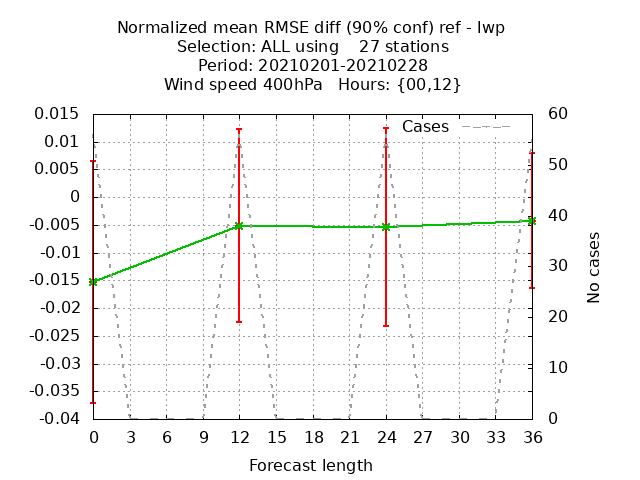 Normalized mean RMSE diff (90% conf) ref - lwp
Selection: ALL using    27 stations
Period: 20210201-20210228
Wind speed 400hPa   Hours: {00,12}
Cases
0.015
0.01
0.005
0
-0.005
-0.01
-0.015
-0.02
-0.025
-0.03
-0.035
-0.04
60
50
40
30
20
10
0
No cases
0 3 6 9 12 15 18 21 24 27 30 33 36
Forecast length